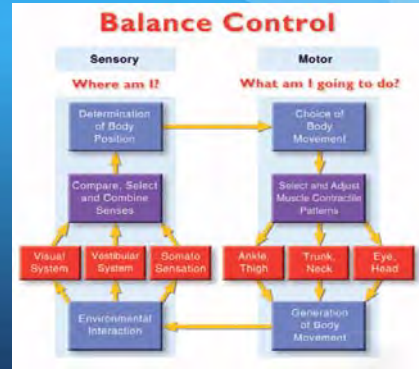 Balance Control
Sensory
Motor
Where am I?
What am I going to do?
Determination
of Body
Position
Choice of
Body
Movement
Compare, Select
and Combine
Senses
Select and Adjust
Muscle Contractile
Patterns
Visual
System
Vestibular
System
Somato
Sensation
Ankle,
Thigh
Trunk,
Neck
Eye,
Head
Environmental
Interaction
Generation
of Body
Movement